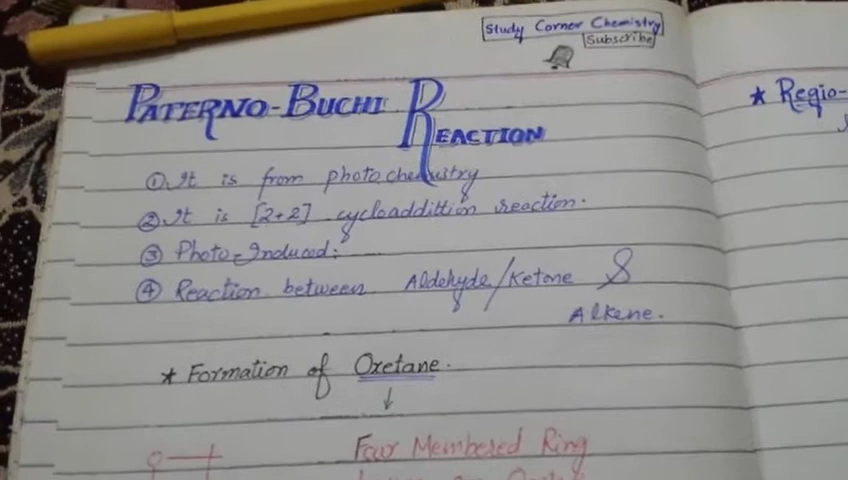 Study Corner Chemistry
Subscribe
PATERNO-BUCHI REACTION
① It is from photochemistry
② It is [2+2] cycloaddittion reaction.
③ Photo-Induced:
④ Reaction between Aldehyde/Ketone &
Alkene.
* Formation of Oxetane.
↓
Four Membered Ring
★ Regio-